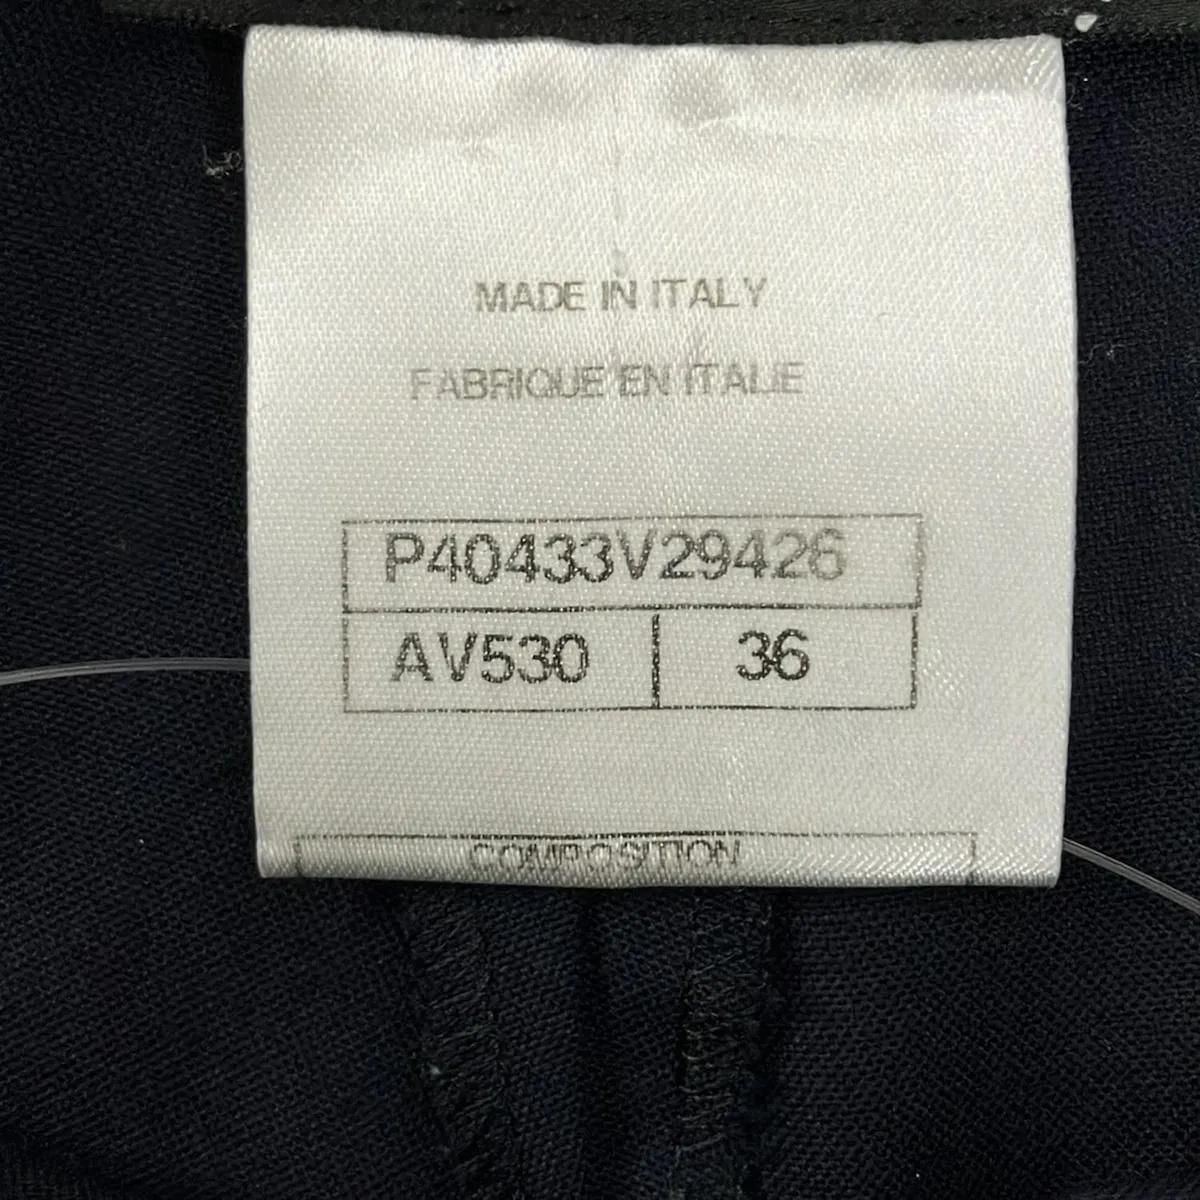 MADE IN ITALY
FABRIQUE EN ITALIE
P40433V29426
AV530 36
COMPOSITION